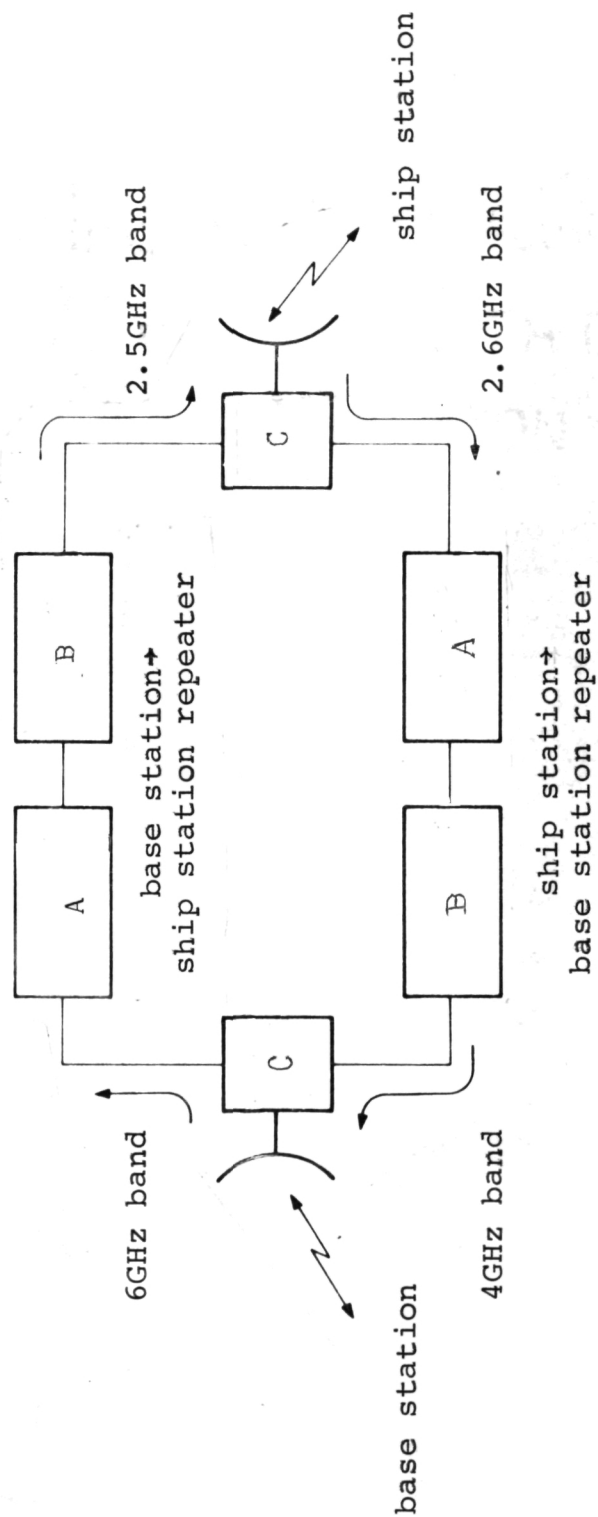 6GHz band
2.5GHz band
A
B
base station→
ship station repeater
C
C
base station
ship station
B
A
ship station→
base station repeater
4GHz band
2.6GHz band